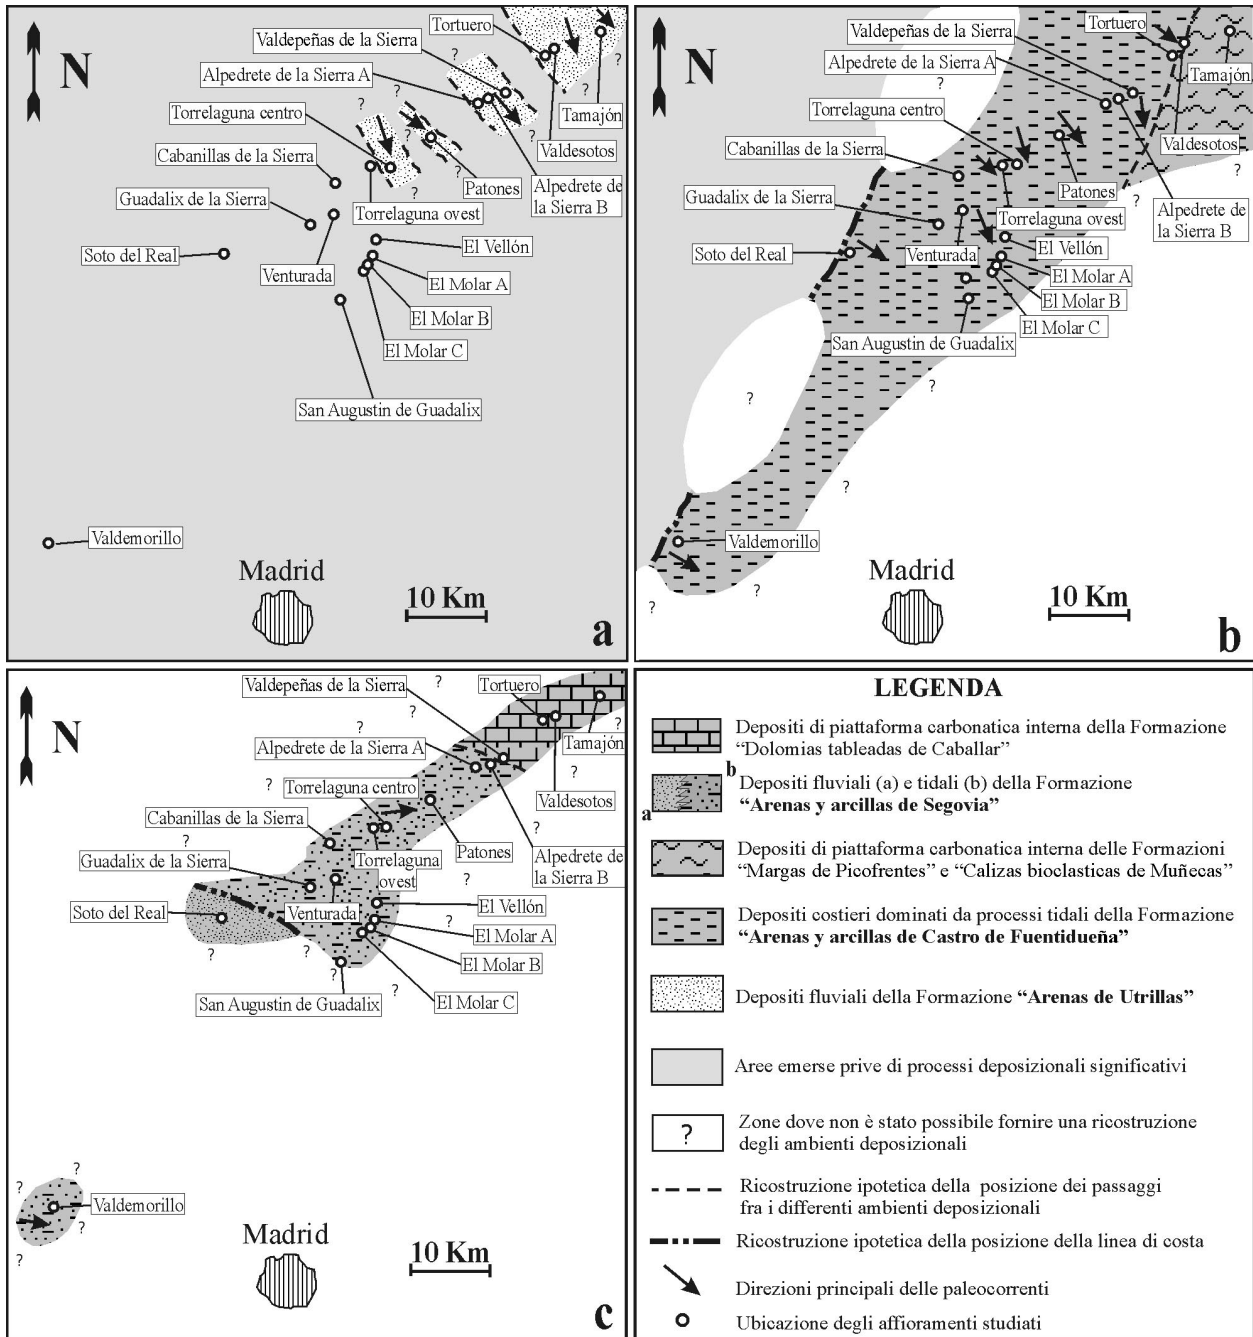 Tortuero
Valdepeñas de la Sierra
?
Alpedrete de la Sierra A
?
?
N
?
Torrelaguna centro
?
Tamajón
?
?
Valdesotos
Cabanillas de la Sierra
?
?
Patones
Alpedrete de
la Sierra B
Guadalix de la Sierra
Torrelaguna ovest
Soto del Real
El Vellón
Venturada
El Molar A
El Molar B
El Molar C
San Augustin de Guadalix
Valdemorillo
Madrid
10 Km
a
Tortuero
Valdepeñas de la Sierra
Alpedrete de la Sierra A
?
N
Tamajón
Torrelaguna centro
Valdesotos
Cabanillas de la Sierra
?
Patones
?
Guadalix de la Sierra
Alpedrete de
la Sierra B
Torrelaguna ovest
Soto del Real
Venturada
El Vellón
El Molar A
El Molar B
El Molar C
San Augustin de Guadalix
?
?
?
Valdemorillo
?
?
?
Madrid
10 Km
b
Valdepeñas de la Sierra
?
Tortuero
?
N
?
Alpedrete de la Sierra A
Tamajón
?
?
Torrelaguna centro
Valdesotos
Cabanillas de la Sierra
?
?
Guadalix de la Sierra
Torrelaguna
ovest
Patones
Alpedrete de
la Sierra B
?
Soto del Real
Venturada
El Vellón
?
El Molar A
?
?
El Molar B
?
San Augustin de Guadalix
?
El Molar C
?
?
?
Valdemorillo
?
?
?
Madrid
10 Km
c
LEGENDA
Depositi di piattaforma carbonatica interna della Formazione
“Dolomias tableadas de Caballar”
a
b
Depositi fluviali (a) e tidali (b) della Formazione
“Arenas y arcillas de Segovia”
Depositi di piattaforma carbonatica interna delle Formazioni
“Margas de Picofrentes” e “Calizas bioclasticas de Muñecas”
Depositi costieri dominati da processi tidali della Formazione
“Arenas y arcillas de Castro de Fuentidueña”
Depositi fluviali della Formazione “Arenas de Utrillas”
Aree emerse prive di processi deposizionali significativi
?
Zone dove non è stato possibile fornire una ricostruzione
degli ambienti deposizionali
Ricostruzione ipotetica della posizione dei passaggi
fra i differenti ambienti deposizionali
Ricostruzione ipotetica della posizione della linea di costa
Direzioni principali delle paleocorrenti
Ubicazione degli affioramenti studiati